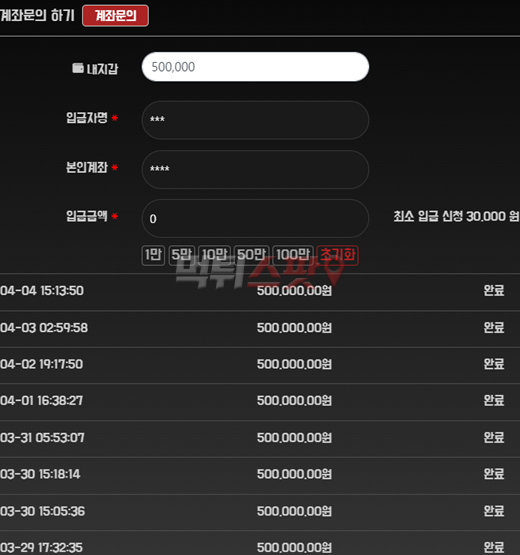 계좌문의 하기 계좌문의
내지갑 500,000
입금자명 * ***
본인계좌 * ****
입금금액 * 0 최소 입금 신청 30,000 원
1만 5만 10만 50만 100만 초기화
먹튀스팟
04-04 15:13:50 500,000.00원 완료
04-03 02:59:58 500,000.00원 완료
04-02 19:17:50 500,000.00원 완료
04-01 16:38:27 500,000.00원 완료
03-31 05:53:07 500,000.00원 완료
03-30 15:18:14 500,000.00원 완료
03-30 15:05:36 500,000.00원 완료
03-29 17:32:35 500,000.00원 완료